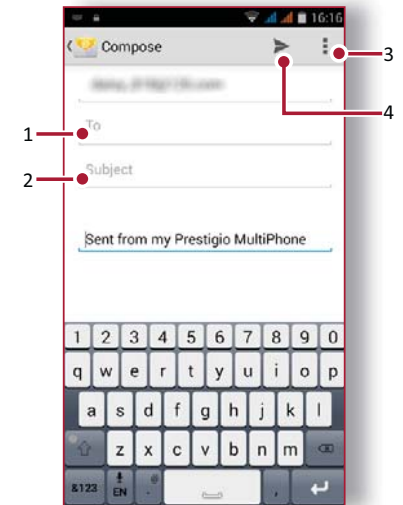 16:16
Compose
3
4
1 To
2 Subject
Sent from my Prestigio MultiPhone
1 2 3 4 5 6 7 8 9 0
q w e r t y u i o p
a s d f g h j k l
z x c v b n m
&123 EN . ,